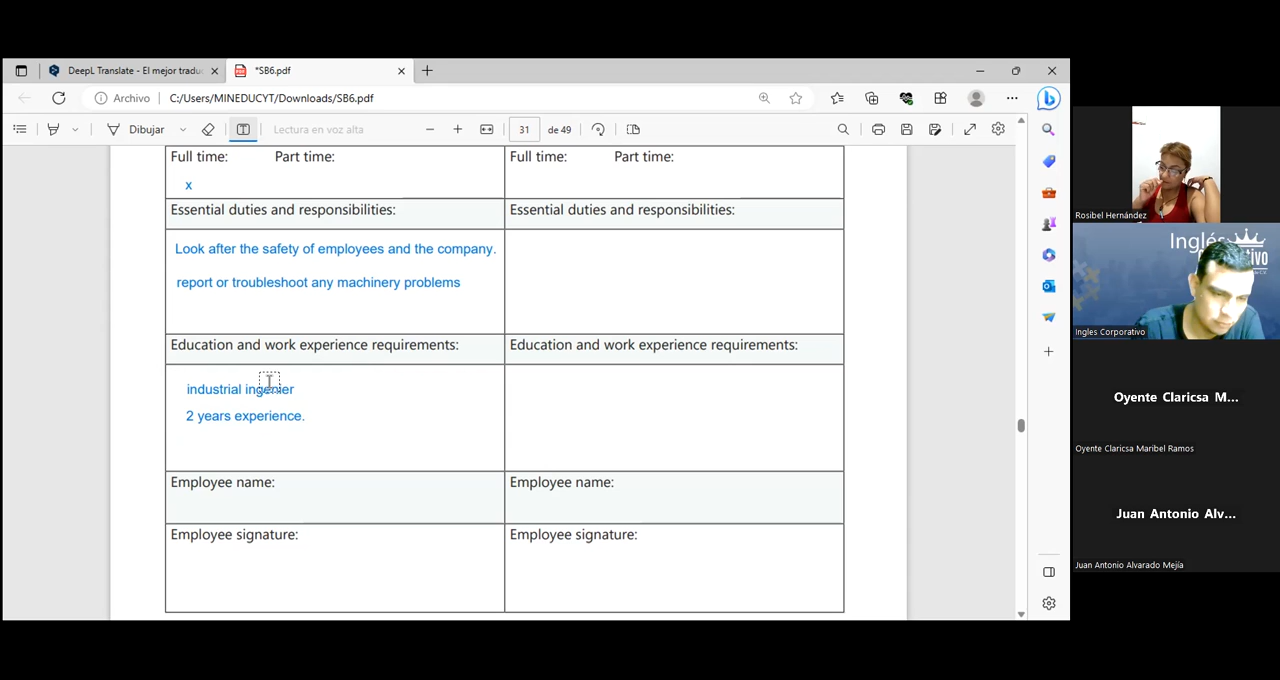 DeepL Translate - El mejor tradu
*SB6.pdf
Archivo
C:/Users/MINEDUCYT/Downloads/SB6.pdf
Dibujar
Lectura en voz alta
31
de 49
Full time: Part time:
Full time: Part time:
x
Essential duties and responsibilities:
Essential duties and responsibilities:
Look after the safety of employees and the company.
report or troubleshoot any machinery problems
Education and work experience requirements:
Education and work experience requirements:
industrial ingenier
2 years experience.
Employee name:
Employee name:
Employee signature:
Employee signature:
Rosibel Hernández
Inglés
Ingles Corporativo
Oyente Claricsa M...
Oyente Claricsa Maribel Ramos
Juan Antonio Alv...
Juan Antonio Alvarado Mejía